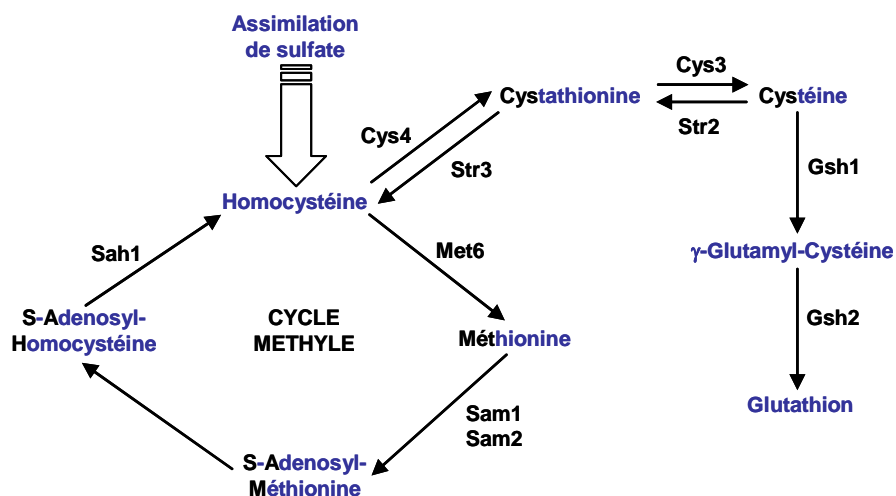 Assimilation
de sulfate
Cys3
Cystathionine
Cystéine
Str2
Cys4
Str3
Gsh1
Homocystéine
Sah1
Met6
γ-Glutamyl-Cystéine
S-Adenosyl-
Homocystéine
CYCLE
METHYLE
Méthionine
Gsh2
Glutathion
Sam1
Sam2
S-Adenosyl-
Méthionine